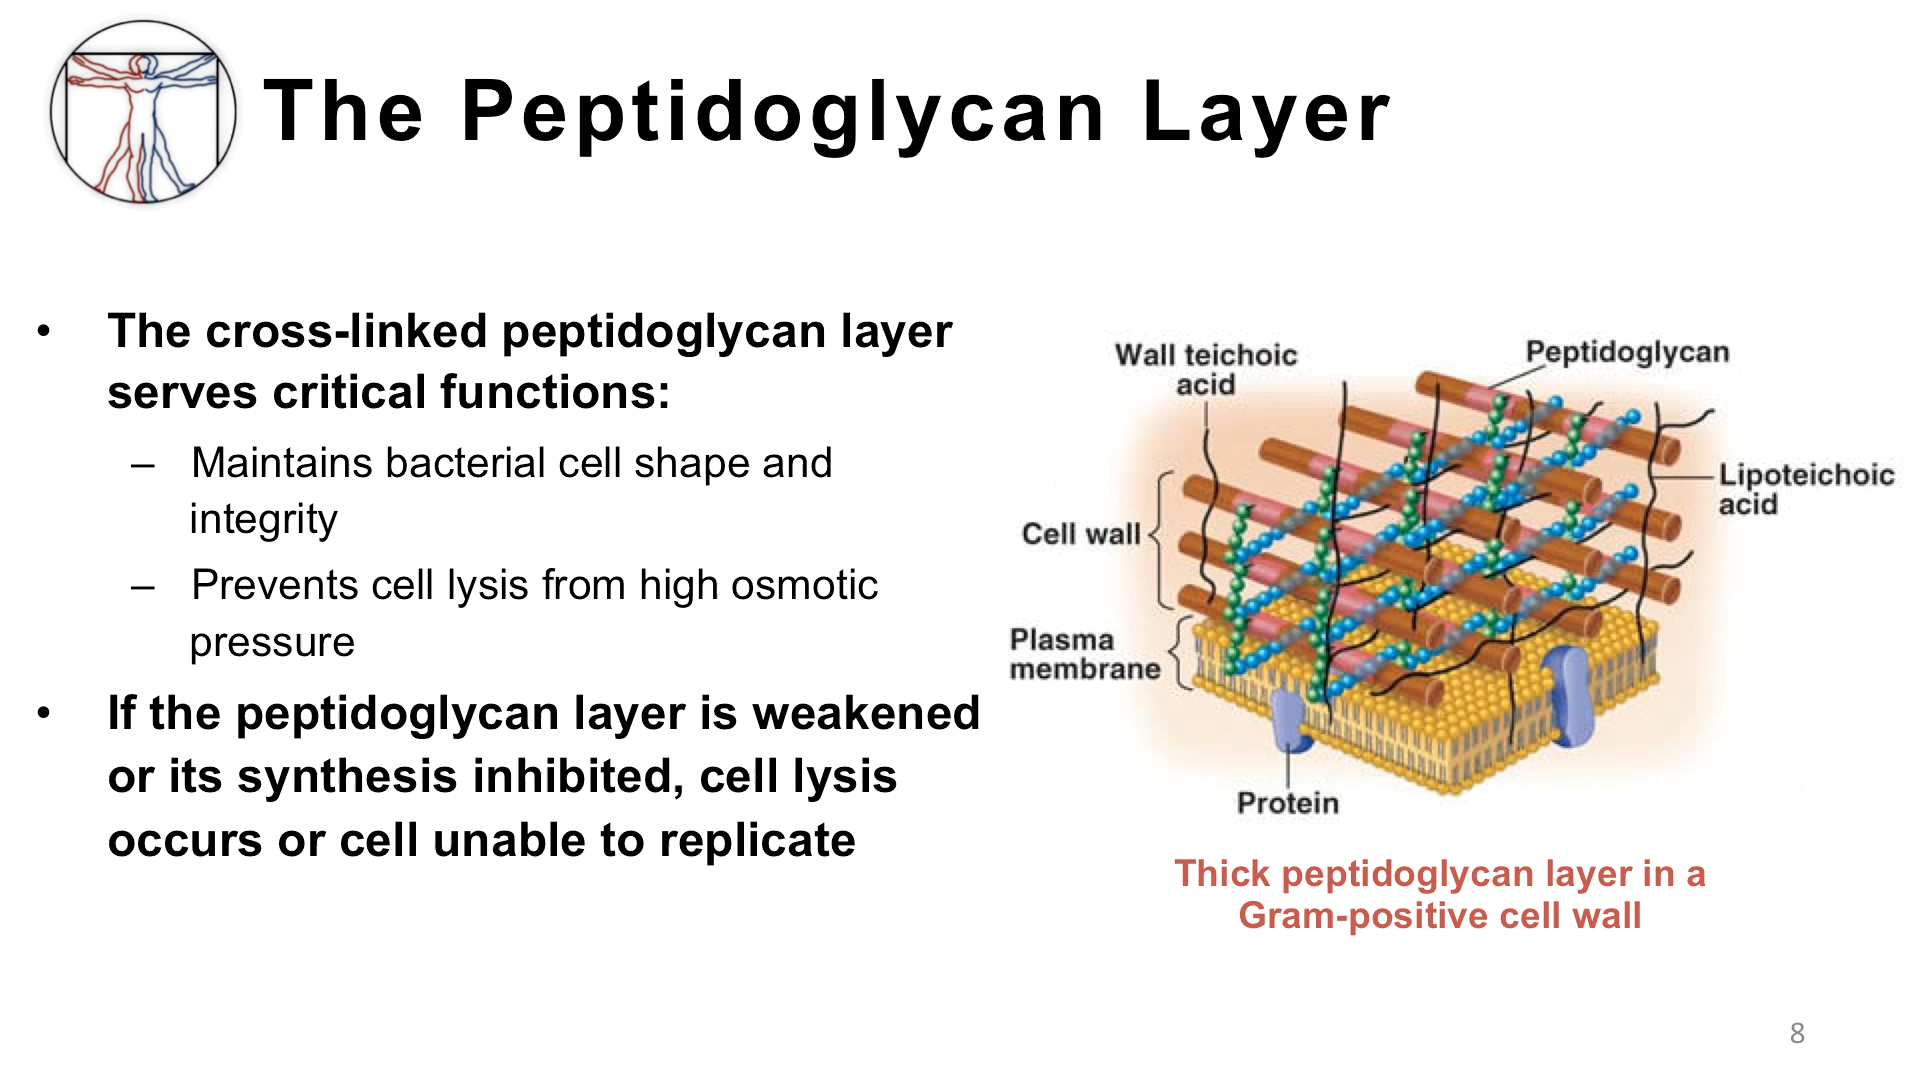 The Peptidoglycan Layer
• The cross-linked peptidoglycan layer
serves critical functions:
– Maintains bacterial cell shape and
integrity
– Prevents cell lysis from high osmotic
pressure
• If the peptidoglycan layer is weakened
or its synthesis inhibited, cell lysis
occurs or cell unable to replicate
Wall teichoic
acid
Peptidoglycan
Lipoteichoic
acid
Cell wall
Plasma
membrane
Protein
Thick peptidoglycan layer in a
Gram-positive cell wall
8